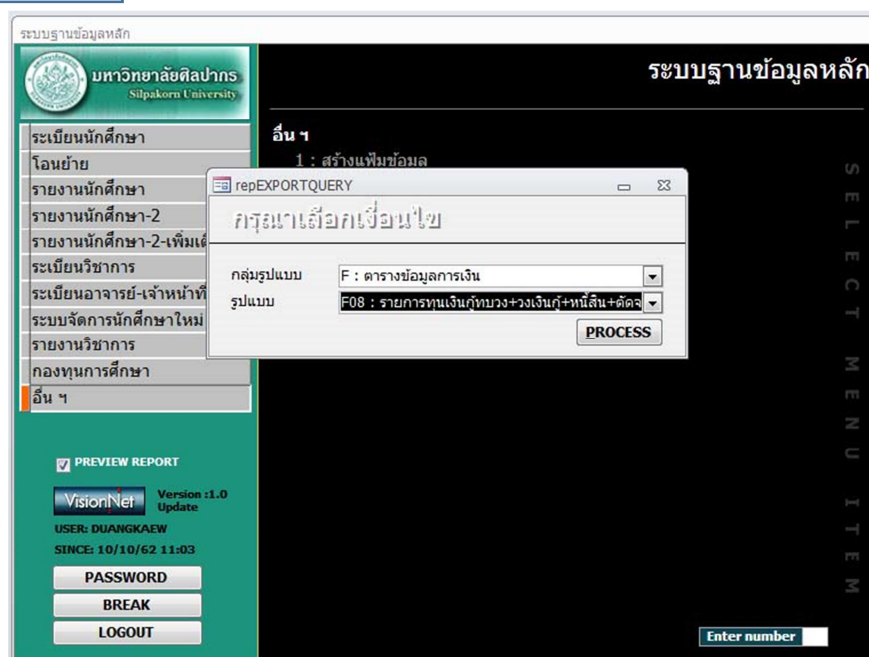 ระบบฐานข้อมูลหลัก
มหาวิทยาลัยศิลปากร
Silpakorn University
ระบบฐานข้อมูลหลัก
ระเบียนนักศึกษา
โอนย้าย
รายงานนักศึกษา
รายงานนักศึกษา-2
รายงานนักศึกษา-2-เพิ่มเ
ระเบียนวิชาการ
ระเบียนอาจารย์-เจ้าหน้าที่
ระบบจัดการนักศึกษาใหม่
รายงานวิชาการ
กองทุนการศึกษา
อื่น ๆ
อื่น ๆ
1 : สร้างแฟ้มข้อมูล
repEXPORTQUERY
กรุณาเลือกเงื่อนไข
กลุ่มรูปแบบ F : ตารางข้อมูลการเงิน
รูปแบบ F08 : รายการทุนเงินกู้ทบวง+วงเงินกู้+หนี้สิน+ตัดจ
PROCESS
PREVIEW REPORT
VisionNet
Version :1.0
Update
USER: DUANGKAEW
SINCE: 10/10/62 11:03
PASSWORD
BREAK
LOGOUT
SELECT MENU ITEM
Enter number